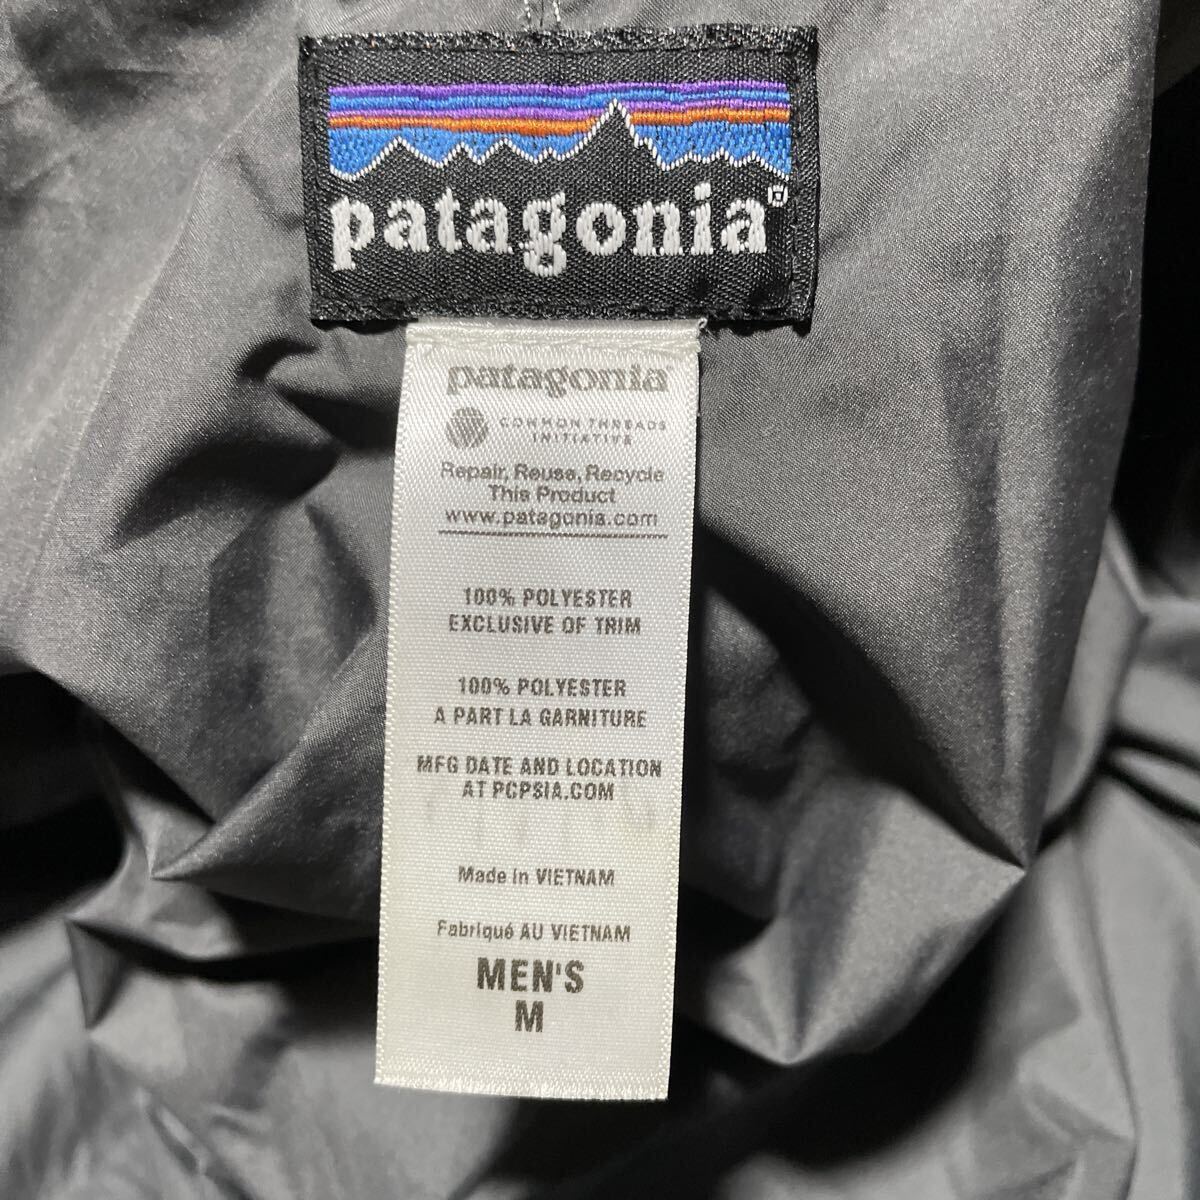 patagonia®
patagonia®
COMMON THREADS
INITIATIVE
Repair, Reuse, Recycle
This Product
www.patagonia.com
100% POLYESTER
EXCLUSIVE OF TRIM
100% POLYESTER
A PART LA GARNITURE
MFG DATE AND LOCATION
AT PCPSIA.COM
Made in VIETNAM
Fabriqué AU VIETNAM
MEN'S
M